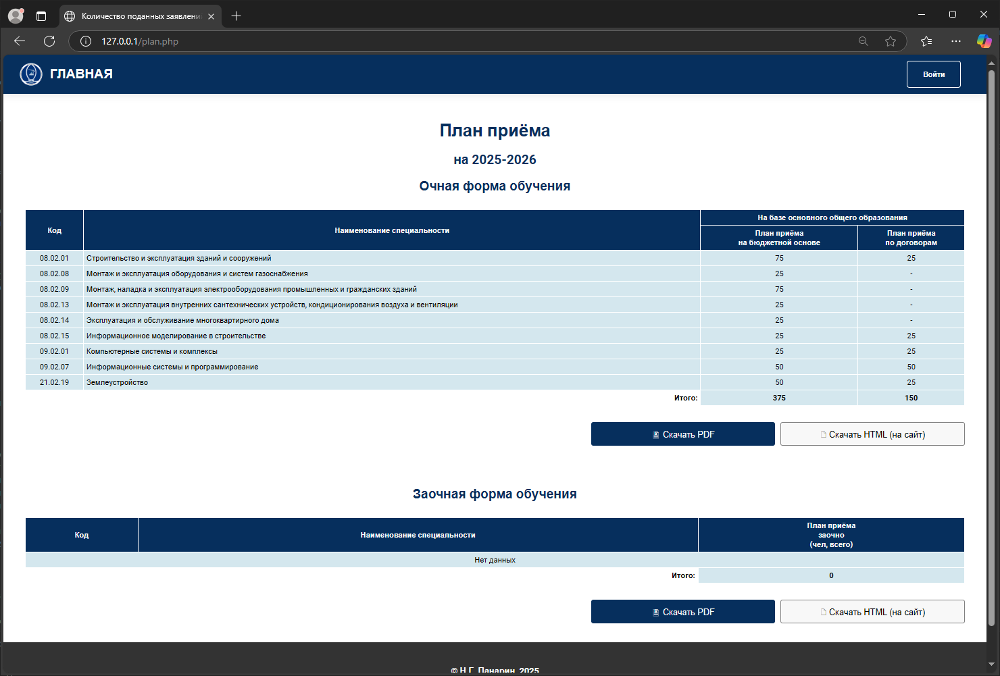 Количество поданных заявлени
127.0.0.1/plan.php
ГЛАВНАЯ
Войти
План приёма
на 2025-2026
Очная форма обучения
Код
Наименование специальности
На базе основного общего образования
План приёма
на бюджетной основе
План приёма
по договорам
08.02.01 Строительство и эксплуатация зданий и сооружений 75 25
08.02.08 Монтаж и эксплуатация оборудования и систем газоснабжения 25 -
08.02.09 Монтаж, наладка и эксплуатация электрооборудования промышленных и гражданских зданий 75 -
08.02.13 Монтаж и эксплуатация внутренних сантехнических устройств, кондиционирования воздуха и вентиляции 25 -
08.02.14 Эксплуатация и обслуживание многоквартирного дома 25 -
08.02.15 Информационное моделирование в строительстве 25 25
09.02.01 Компьютерные системы и комплексы 25 25
09.02.07 Информационные системы и программирование 50 50
21.02.19 Землеустройство 50 25
Итого: 375 150
Скачать PDF
Скачать HTML (на сайт)
Заочная форма обучения
Код
Наименование специальности
План приёма
заочно
(чел, всего)
Нет данных
Итого: 0
Скачать PDF
Скачать HTML (на сайт)
© Н.Г. Панарин, 2025